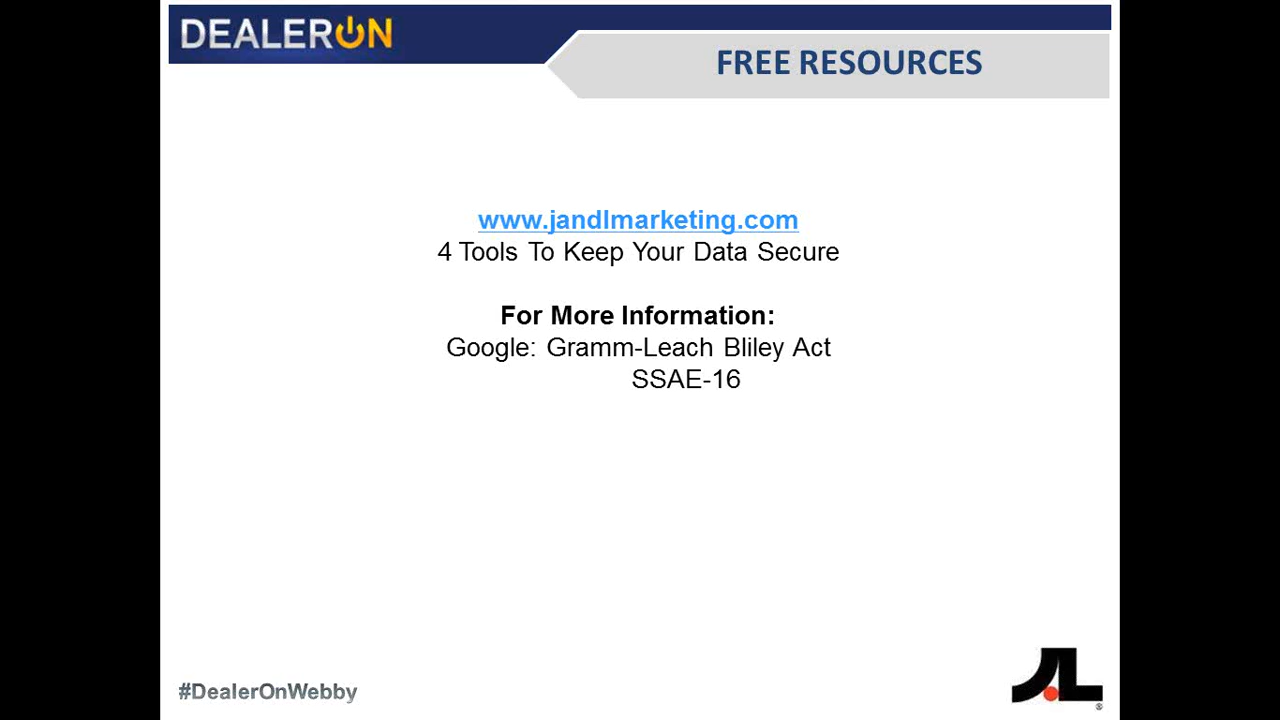 DEALERON
FREE RESOURCES
www.jandlmarketing.com
4 Tools To Keep Your Data Secure
For More Information:
Google: Gramm-Leach Bliley Act
SSAE-16
#DealerOnWebby
JL
®